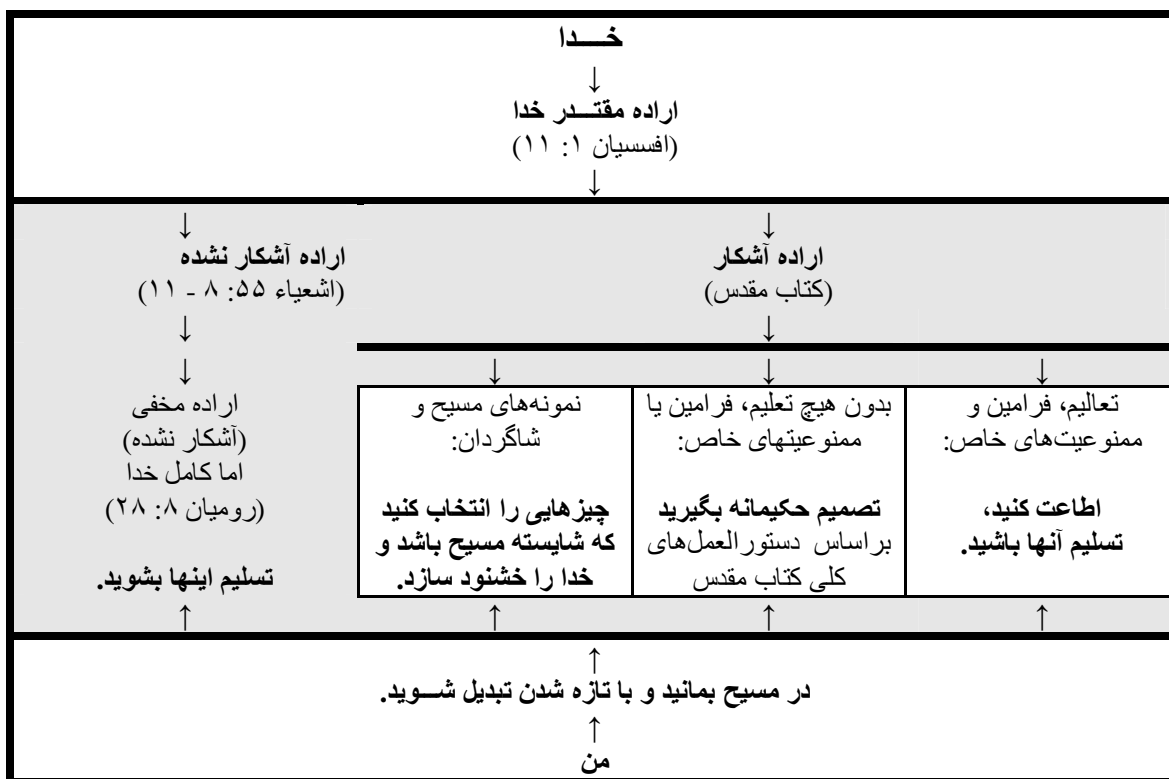 خـــدا
↓
اراده مقتـــدر خدا
(افسسیان ۱: ۱۱)
↓
↓
اراده آشکار
(کتاب مقدس)
↓
↓
اراده آشکار نشده
(اشعیاء ۵۵: ۸ - ۱۱)
↓
↓
تعالیم، فرامین و
ممنوعیت‌های خاص:
اطاعت کنید،
تسلیم آنها باشید.
↑
↓
بدون هیچ تعلیم، فرامین یا
ممنوعیتهای خاص:
تصمیم حکیمانه بگیرید
براساس دستورالعمل‌های
کلی کتاب مقدس
↑
↓
نمونه‌های مسیح و
شاگردان:
چیزهایی را انتخاب کنید
که شایسته مسیح باشد و
خدا را خشنود سازد.
↑
↓
اراده مخفی
(آشکار نشده)
اما کامل خدا
(رومیان ۸: ۲۸)
تسلیم اینها بشوید.
↑
↑
در مسیح بمانید و با تازه شدن تبدیل شـــوید.
↑
من